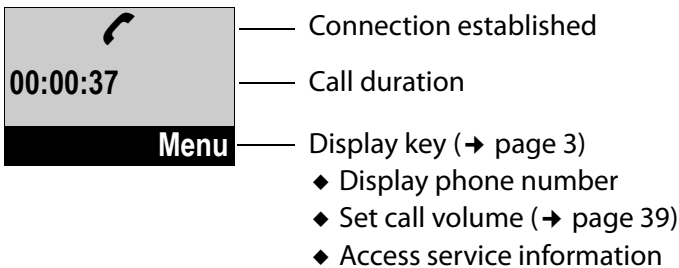 Connection established
00:00:37 Call duration
Menu Display key (➔ page 3)
◆ Display phone number
◆ Set call volume (➔ page 39)
◆ Access service information